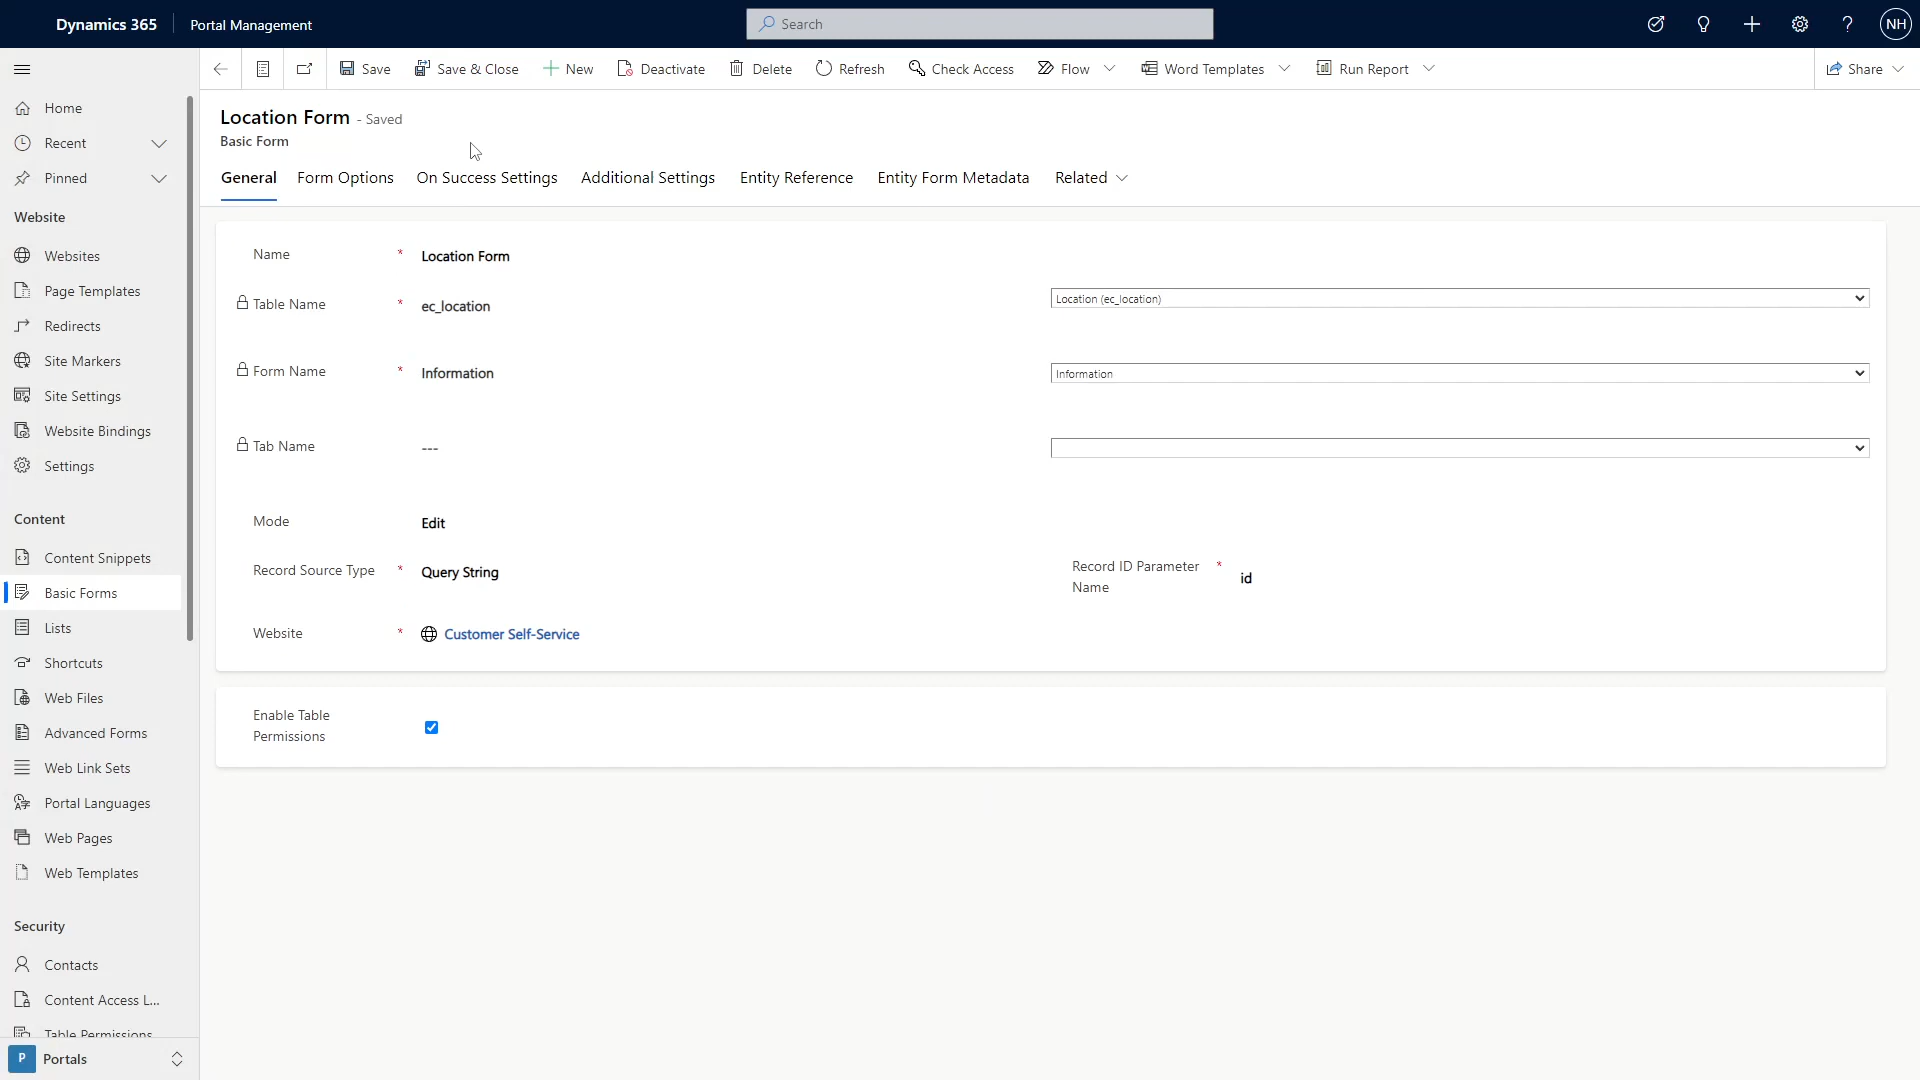 Dynamics 365
Portal Management
Search
NH
Save
Save & Close
New
Deactivate
Delete
Refresh
Check Access
Flow
Word Templates
Run Report
Share
Home
Recent
Pinned
Website
Websites
Page Templates
Redirects
Site Markers
Site Settings
Website Bindings
Settings
Content
Content Snippets
Basic Forms
Lists
Shortcuts
Web Files
Advanced Forms
Web Link Sets
Portal Languages
Web Pages
Web Templates
Security
Contacts
Content Access L...
Table Permissions
P Portals
Location Form - Saved
Basic Form
General
Form Options
On Success Settings
Additional Settings
Entity Reference
Entity Form Metadata
Related
Name * Location Form
Table Name * ec_location
Location (ec_location)
Form Name * Information
Information
Tab Name ---
Mode Edit
Record Source Type * Query String
Record ID Parameter
Name * id
Website * Customer Self-Service
Enable Table
Permissions